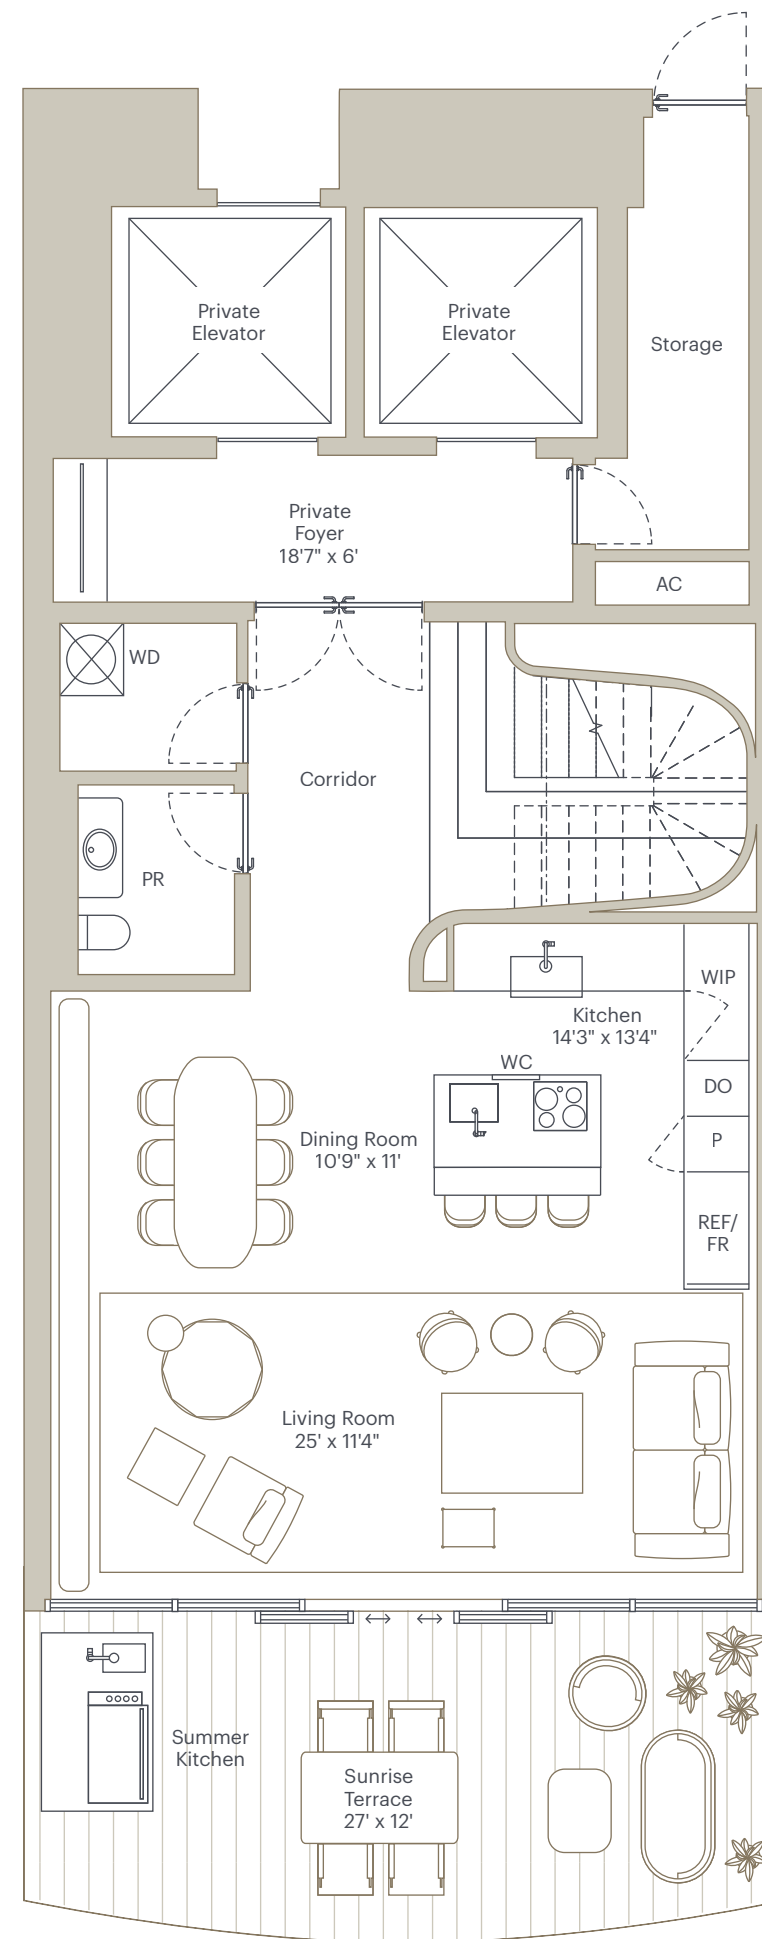 Private
Elevator
Private
Elevator
Storage
Private
Foyer
18'7" x 6'
AC
WD
Corridor
PR
WIP
Kitchen
14'3" x 13'4"
WC
DO
Dining Room
10'9" x 11'
P
REF/
FR
Living Room
25' x 11'4"
Summer
Kitchen
Sunrise
Terrace
27' x 12'